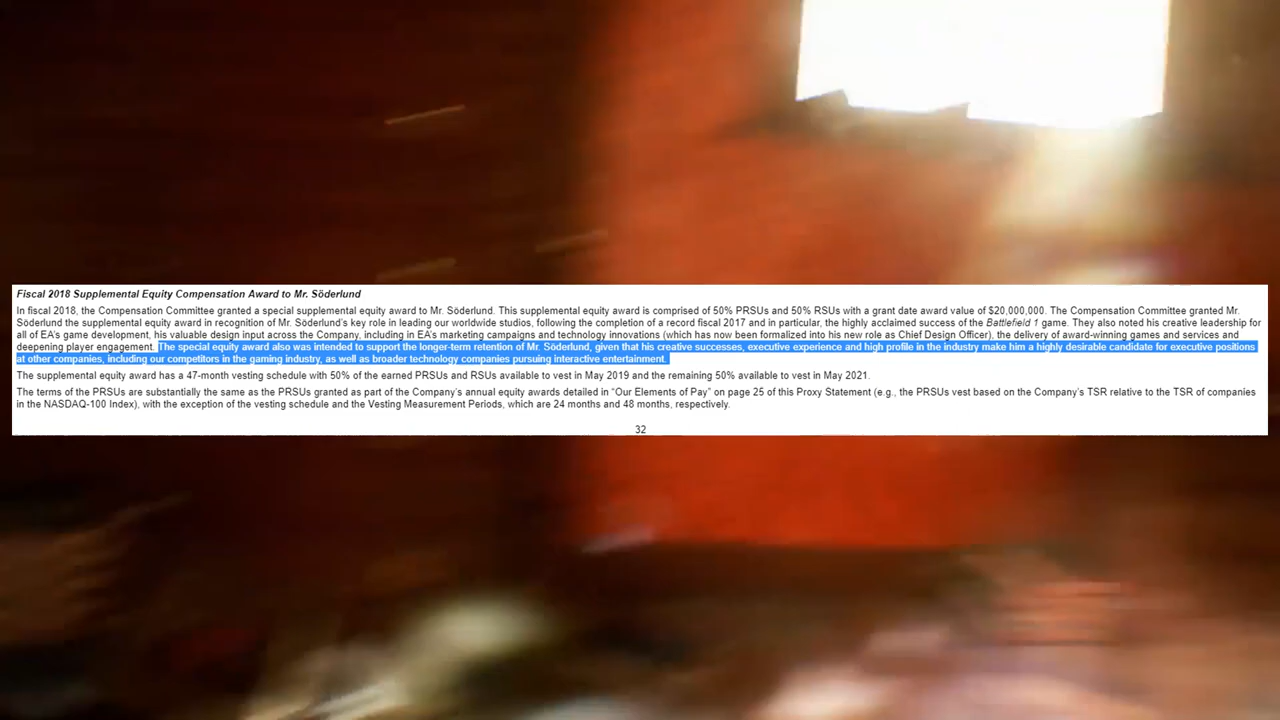 Fiscal 2018 Supplemental Equity Compensation Award to Mr. Söderlund
In fiscal 2018, the Compensation Committee granted a special supplemental equity award to Mr. Söderlund. This supplemental equity award is comprised of 50% PRSUs and 50% RSUs with a grant date award value of $20,000,000. The Compensation Committee granted Mr.
Söderlund the supplemental equity award in recognition of Mr. Söderlund's key role in leading our worldwide studios, following the completion of a record fiscal 2017 and in particular, the highly acclaimed success of the Battlefield 1 game. They also noted his creative leadership for
all of EA's game development, his valuable design input across the Company, including in EA's marketing campaigns and technology innovations (which has now been formalized into his new role as Chief Design Officer), the delivery of award-winning games and services and
deepening player engagement. The special equity award also was intended to support the longer-term retention of Mr. Söderlund, given that his creative successes, executive experience and high profile in the industry make him a highly desirable candidate for executive positions
at other companies, including our competitors in the gaming industry, as well as broader technology companies pursuing interactive entertainment.
The supplemental equity award has a 47-month vesting schedule with 50% of the earned PRSUs and RSUs available to vest in May 2019 and the remaining 50% available to vest in May 2021.
The terms of the PRSUs are substantially the same as the PRSUs granted as part of the Company's annual equity awards detailed in “Our Elements of Pay” on page 25 of this Proxy Statement (e.g., the PRSUs vest based on the Company's TSR relative to the TSR of companies
in the NASDAQ-100 Index), with the exception of the vesting schedule and the Vesting Measurement Periods, which are 24 months and 48 months, respectively.
32